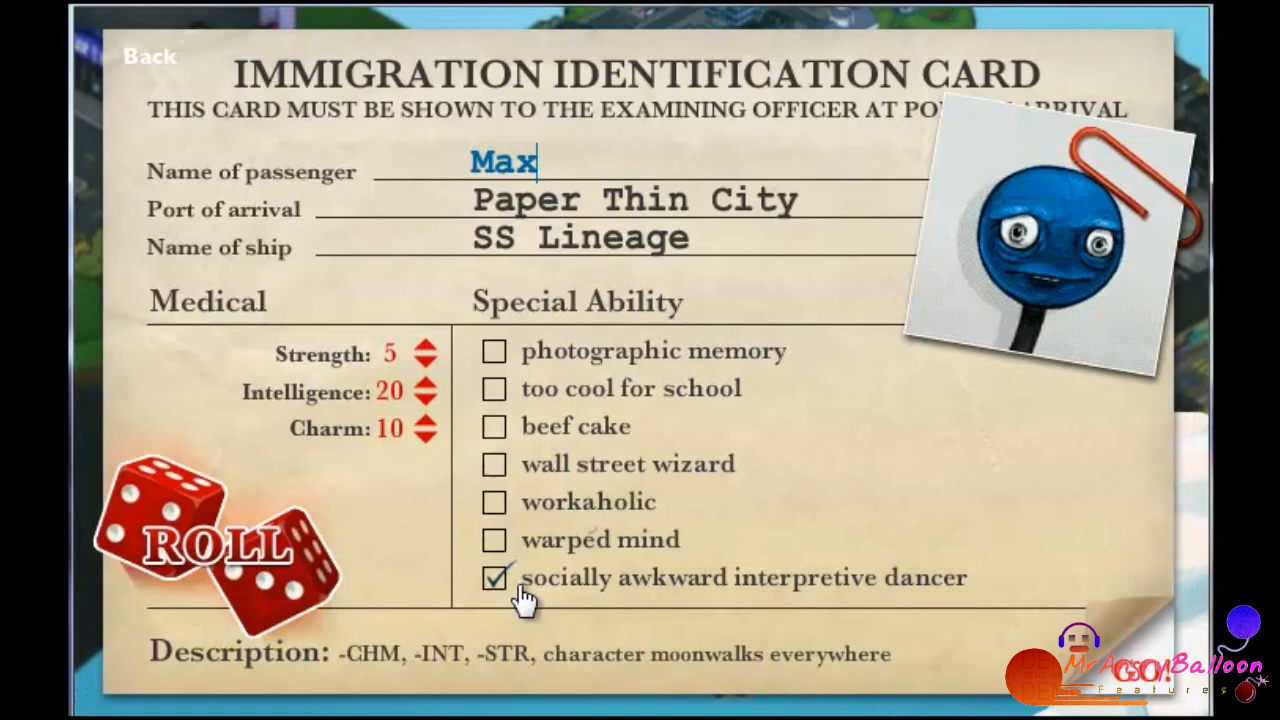 Back
IMMIGRATION IDENTIFICATION CARD
THIS CARD MUST BE SHOWN TO THE EXAMINING OFFICER AT ARRIVAL
Name of passenger Max
Port of arrival Paper Thin City
Name of ship SS Lineage
Medical
Special Ability
Strength: 5
Intelligence: 20
Charm: 10
photographic memory
too cool for school
beef cake
wall street wizard
workaholic
warped mind
socially awkward interpretive dancer
ROLL
Description: -CHM, -INT, -STR, character moonwalks everywhere
GO!
MrAngryBalloon
Features